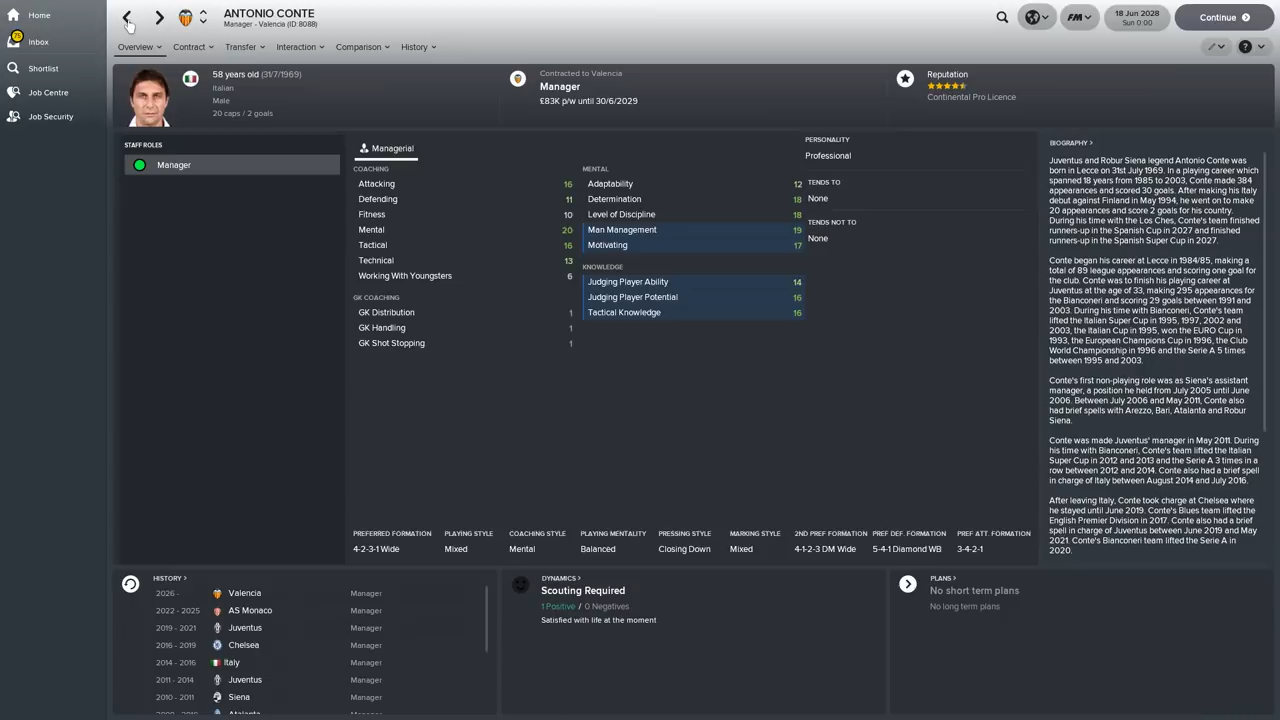 Home
Inbox
Shortlist
Job Centre
Job Security
ANTONIO CONTE
Manager - Valencia (ID:8088)
FM
18 Jun 2028
Sun 0:00
Continue
Overview
Contract
Transfer
Interaction
Comparison
History
58 years old (31/7/1969)
Italian
Male
20 caps / 2 goals
Contracted to Valencia
Manager
£83K p/w until 30/6/2029
Reputation
Continental Pro Licence
STAFF ROLES
Manager
Managerial
COACHING
Attacking 16
Defending 11
Fitness 10
Mental 20
Tactical 16
Technical 13
Working With Youngsters 6
GK COACHING
GK Distribution 1
GK Handling 1
GK Shot Stopping 1
MENTAL
Adaptability 12
Determination 18
Level of Discipline 18
Man Management 19
Motivating 17
KNOWLEDGE
Judging Player Ability 14
Judging Player Potential 16
Tactical Knowledge 16
PERSONALITY
Professional
TENDS TO
None
TENDS NOT TO
None
PREFERRED FORMATION
4-2-3-1 Wide
PLAYING STYLE
Mixed
COACHING STYLE
Mental
PLAYING MENTALITY
Balanced
PRESSING STYLE
Closing Down
MARKING STYLE
Mixed
2ND PREF FORMATION
4-1-2-3 DM Wide
PREF DEF. FORMATION
5-4-1 Diamond WB
PREF ATT. FORMATION
3-4-2-1
BIOGRAPHY >
Juventus and Robur Siena legend Antonio Conte was
born in Lecce on 31st July 1969. In a playing career which
spanned 18 years from 1985 to 2003, Conte made 384
appearances and scored 30 goals. After making his Italy
debut against Finland in May 1994, he went on to make
20 appearances and score 2 goals for his country.
During his time with the Los Ches, Conte's team finished
runners-up in the Spanish Cup in 2027 and finished
runners-up in the Spanish Super Cup in 2027.
Conte began his career at Lecce in 1984/85, making a
total of 89 league appearances and scoring one goal for
the club. Conte was to finish his playing career at
Juventus at the age of 33, making 295 appearances for
the Bianconeri and scoring 29 goals between 1991 and
2003. During his time with Bianconeri, Conte's team
lifted the Italian Super Cup in 1995, 1997, 2002 and
2003, the Italian Cup in 1995, won the EURO Cup in
1993, the European Champions Cup in 1996, the Club
World Championship in 1996 and the Serie A 5 times
between 1995 and 2003.
Conte's first non-playing role was as Siena's assistant
manager, a position he held from July 2005 until June
2006. Between July 2006 and May 2011, Conte also
had brief spells with Arezzo, Bari, Atalanta and Robur
Siena.
Conte was made Juventus' manager in May 2011. During
his time with Bianconeri, Conte's team lifted the Italian
Super Cup in 2012 and 2013 and the Serie A 3 times in a
row between 2012 and 2014. Conte also had a brief spell
in charge of Italy between August 2014 and July 2016.
After leaving Italy, Conte took charge at Chelsea where
he stayed until June 2019. Conte's Blues team lifted the
English Premier Division in 2017. Conte also had a brief
spell in charge of Juventus between June 2019 and May
2021. Conte's Bianconeri team lifted the Serie A in
2020.
HISTORY >
2026 - Valencia Manager
2022 - 2025 AS Monaco Manager
2019 - 2021 Juventus Manager
2016 - 2019 Chelsea Manager
2014 - 2016 Italy Manager
2011 - 2014 Juventus Manager
2010 - 2011 Siena Manager
DYNAMICS >
Scouting Required
1 Positive / 0 Negatives
Satisfied with life at the moment
PLANS >
No short term plans
No long term plans